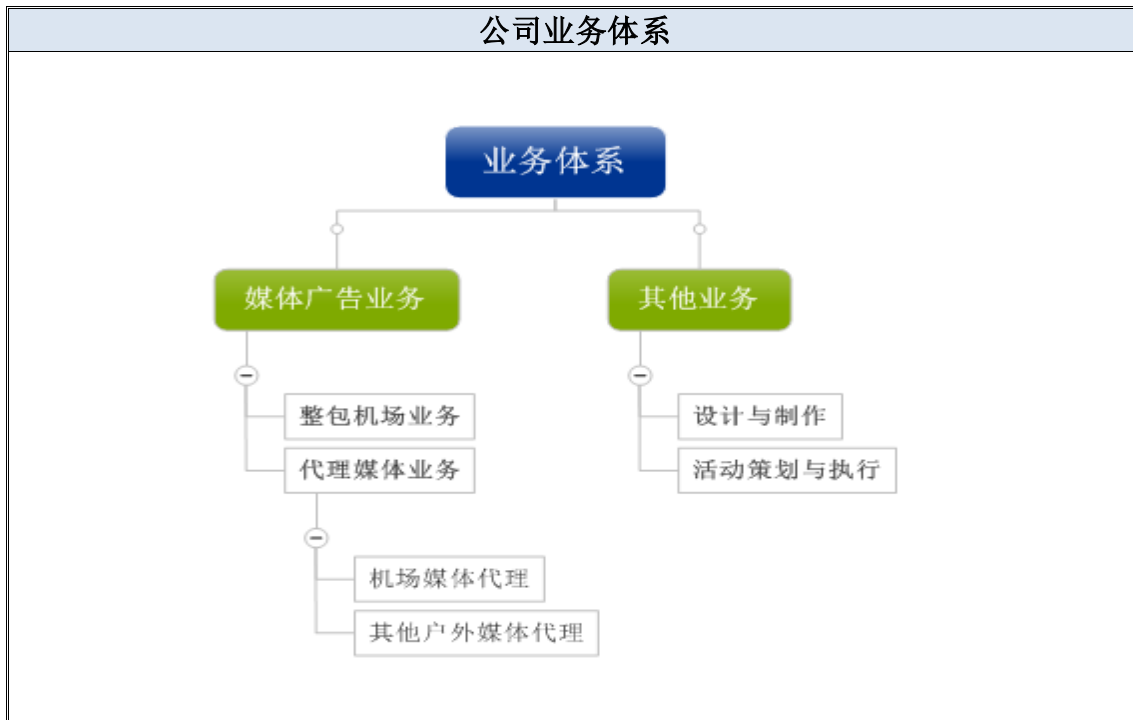 公司业务体系
业务体系
媒体广告业务
其他业务
整包机场业务
设计与制作
代理媒体业务
活动策划与执行
机场媒体代理
其他户外媒体代理